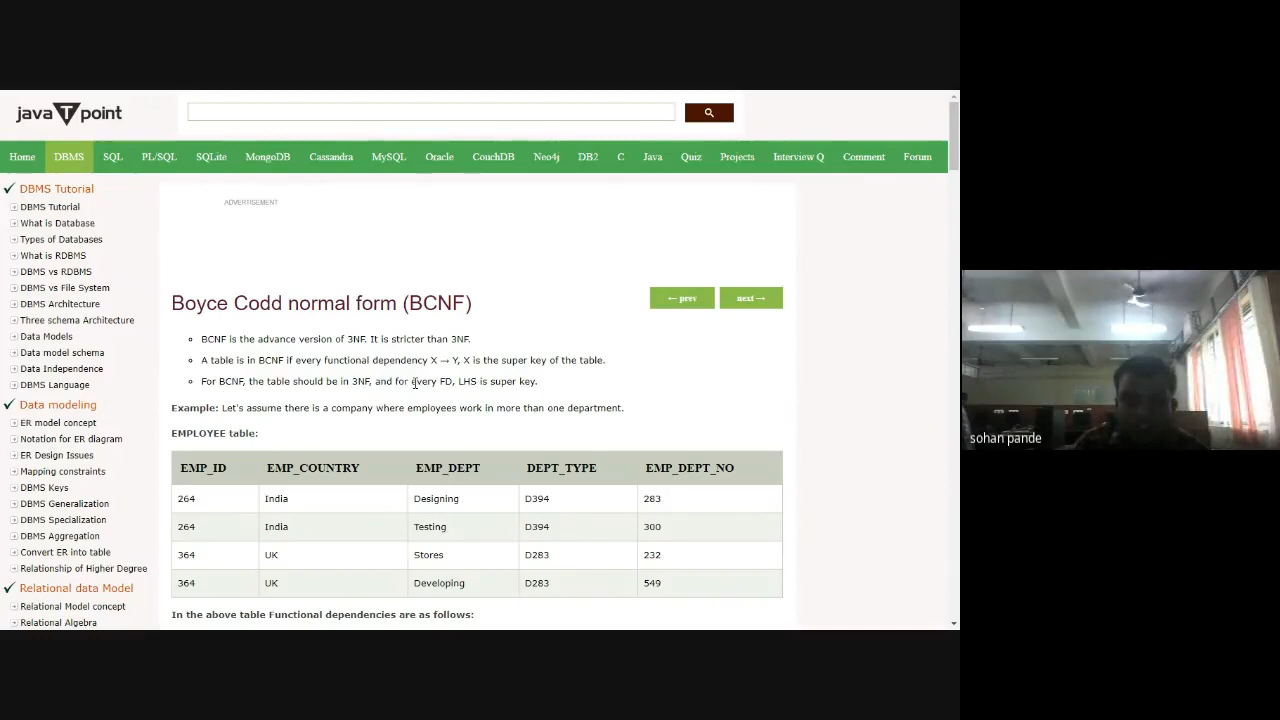 java T point
Home DBMS SQL PL/SQL SQLite MongoDB Cassandra MySQL Oracle CouchDB Neo4j DB2 C Java Quiz Projects Interview Q Comment Forum
DBMS Tutorial
DBMS Tutorial
What is Database
Types of Databases
What is RDBMS
DBMS vs RDBMS
DBMS vs File System
DBMS Architecture
Three schema Architecture
Data Models
Data model schema
Data Independence
DBMS Language
Data modeling
ER model concept
Notation for ER diagram
ER Design Issues
Mapping constraints
DBMS Keys
DBMS Generalization
DBMS Specialization
DBMS Aggregation
Convert ER into table
Relationship of Higher Degree
Relational data Model
Relational Model concept
Relational Algebra
ADVERTISEMENT
Boyce Codd normal form (BCNF)
← prev next →
BCNF is the advance version of 3NF. It is stricter than 3NF.
A table is in BCNF if every functional dependency X → Y, X is the super key of the table.
For BCNF, the table should be in 3NF, and for every FD, LHS is super key.
Example: Let's assume there is a company where employees work in more than one department.
EMPLOYEE table:
EMP_ID EMP_COUNTRY EMP_DEPT DEPT_TYPE EMP_DEPT_NO
264 India Designing D394 283
264 India Testing D394 300
364 UK Stores D283 232
364 UK Developing D283 549
In the above table Functional dependencies are as follows:
sohan pande